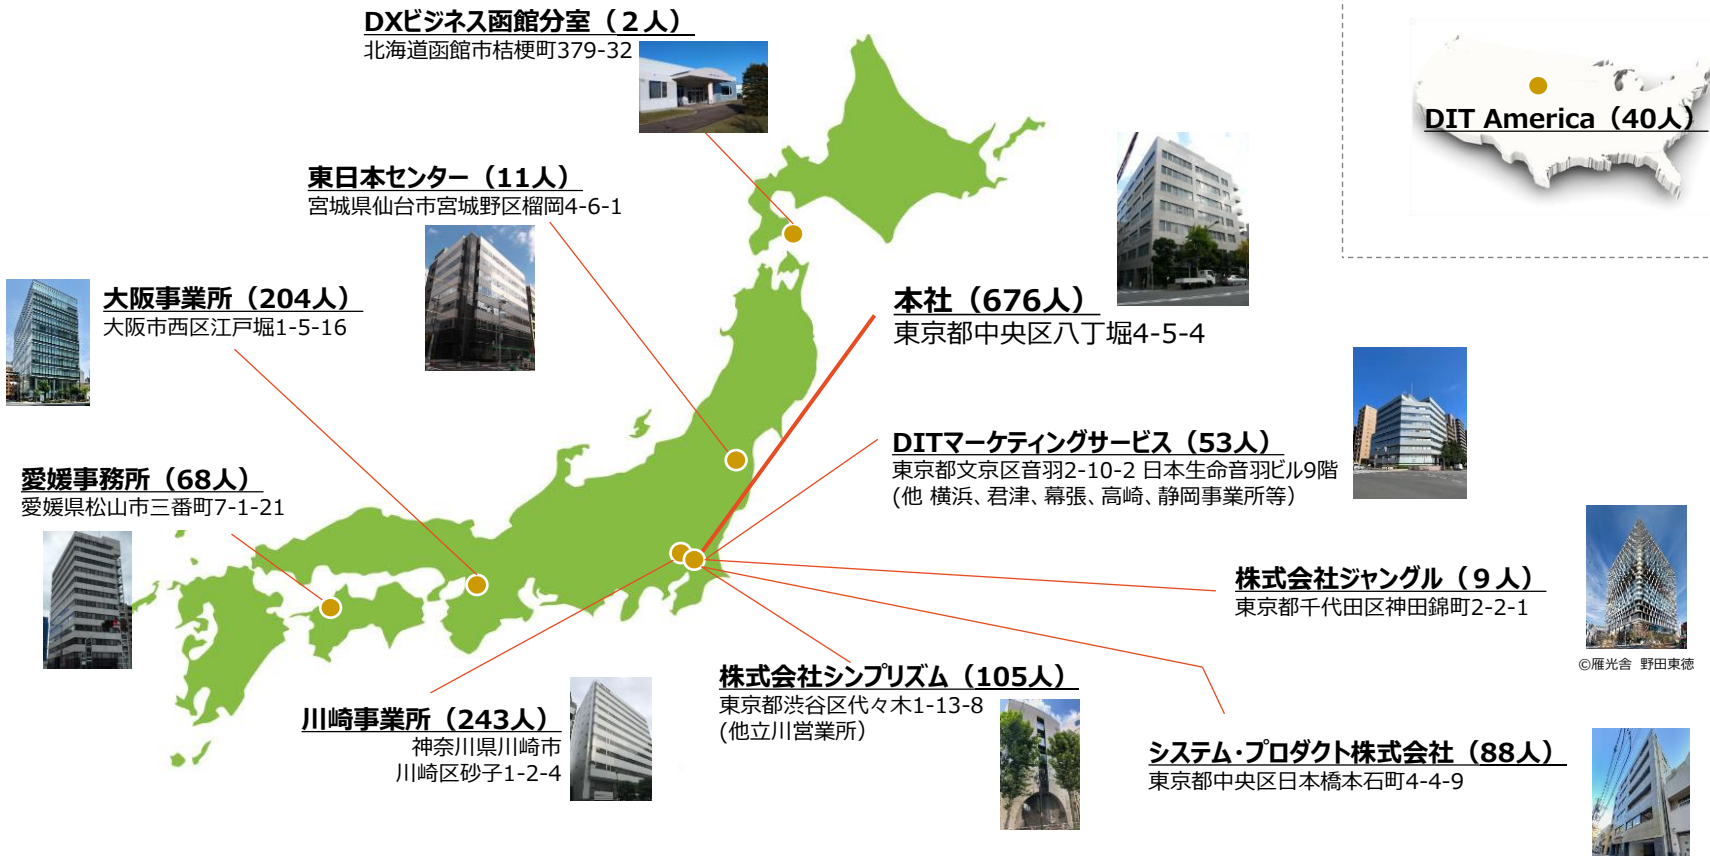 DXビジネス函館分室（２人）
北海道函館市桔梗町379-32
DIT America（40人）
東日本センター（11人）
宮城県仙台市宮城野区榴岡4-6-1
大阪事業所（204人）
大阪市西区江戸堀1-5-16
本社（676人）
東京都中央区八丁堀4-5-4
DITマーケティングサービス（53人）
東京都文京区音羽2-10-2 日本生命音羽ビル9階
(他 横浜、君津、幕張、高崎、静岡事業所等）
愛媛事務所（68人）
愛媛県松山市三番町7-1-21
株式会社ジャングル（９人）
東京都千代田区神田錦町2-2-1
©雁光舎 野田東徳
株式会社シンプリズム（105人）
東京都渋谷区代々木1-13-8
(他立川営業所）
川崎事業所（243人）
神奈川県川崎市
川崎区砂子1-2-4
システム・プロダクト株式会社（88人）
東京都中央区日本橋本石町4-4-9